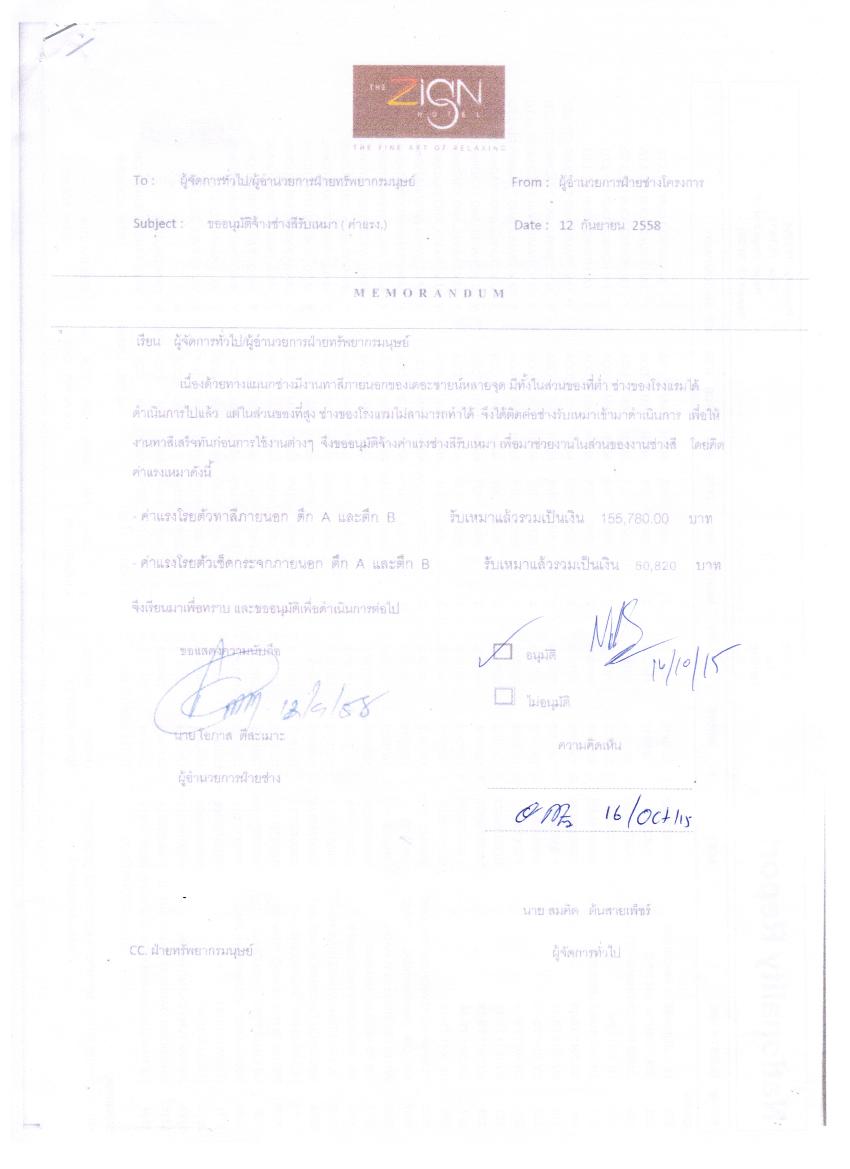 THE ZIGN
HOTEL
THE FINE ART OF RELAXING
To : ผู้จัดการทั่วไป/ผู้อำนวยการฝ่ายทรัพยากรมนุษย์ From : ผู้อำนวยการฝ่ายช่างโครงการ
Subject : ขออนุมัติจ้างช่างสีรับเหมา ( ค่าแรง.) Date : 12 กันยายน 2558
MEMORANDUM
เรียน ผู้จัดการทั่วไป/ผู้อำนวยการฝ่ายทรัพยากรมนุษย์
เนื่องด้วยทางแผนกช่างมีงานทาสีภายนอกของเดอะซายน์หลายจุด มีทั้งในส่วนของที่ต่ำ ช่างของโรงแรมได้
ดำเนินการไปแล้ว แต่ในส่วนของที่สูง ช่างของโรงแรมไม่สามารถทำได้ จึงได้ติดต่อช่างรับเหมาเข้ามาดำเนินการ เพื่อให้
งานทาสีเสร็จทันก่อนการใช้งานต่างๆ จึงขออนุมัติจ้างค่าแรงช่างสีรับเหมา เพื่อมาช่วยงานในส่วนของงานช่างสี โดยคิด
ค่าแรงเหมาดังนี้
- ค่าแรงโรยตัวทาสีภายนอก ตึก A และตึก B รับเหมาแล้วรวมเป็นเงิน 155,780.00 บาท
- ค่าแรงโรยตัวเช็ดกระจกภายนอก ตึก A และตึก B รับเหมาแล้วรวมเป็นเงิน 50,820 บาท
จึงเรียนมาเพื่อทราบ และขออนุมัติเพื่อดำเนินการต่อไป
ขอแสดงความนับถือ
อนุมัติ
16/10/15
ไม่อนุมัติ
12/9/58
นาย โอภาส ตีละเมาะ
ความคิดเห็น
ผู้อำนวยการฝ่ายช่าง
16/Oct/15
นาย สมคิด ต้นสายเพ็ชร์
CC. ฝ่ายทรัพยากรมนุษย์ ผู้จัดการทั่วไป